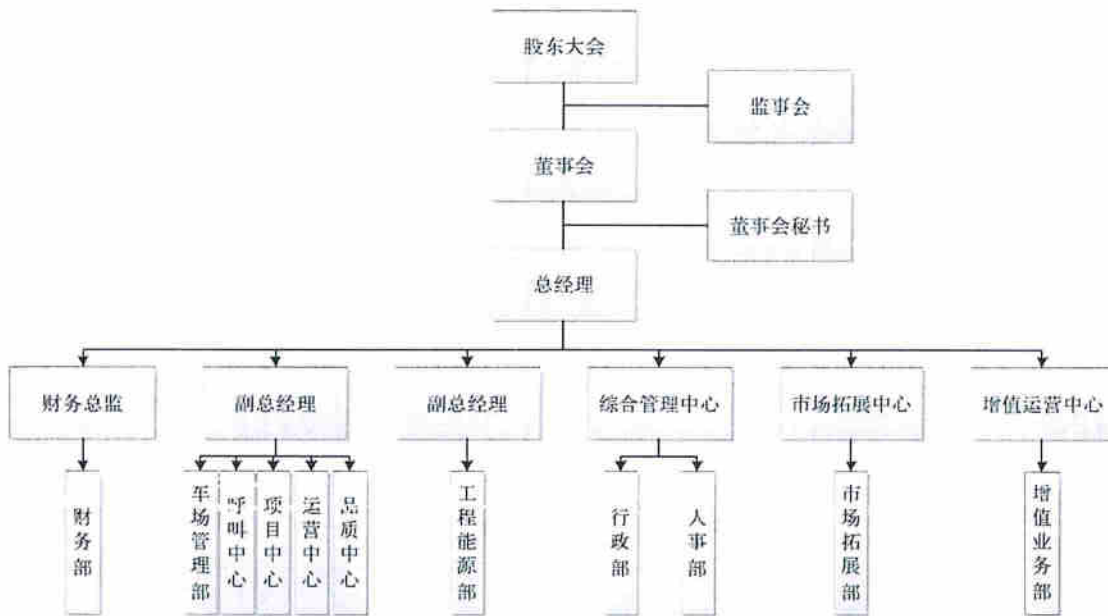 股东大会
监事会
董事会
董事会秘书
总经理
财务总监
副总经理
副总经理
综合管理中心
市场拓展中心
增值运营中心
财务部
车场管理部
呼叫中心
项目中心
运营中心
品质中心
工程能源部
行政部
人事部
市场拓展部
增值业务部